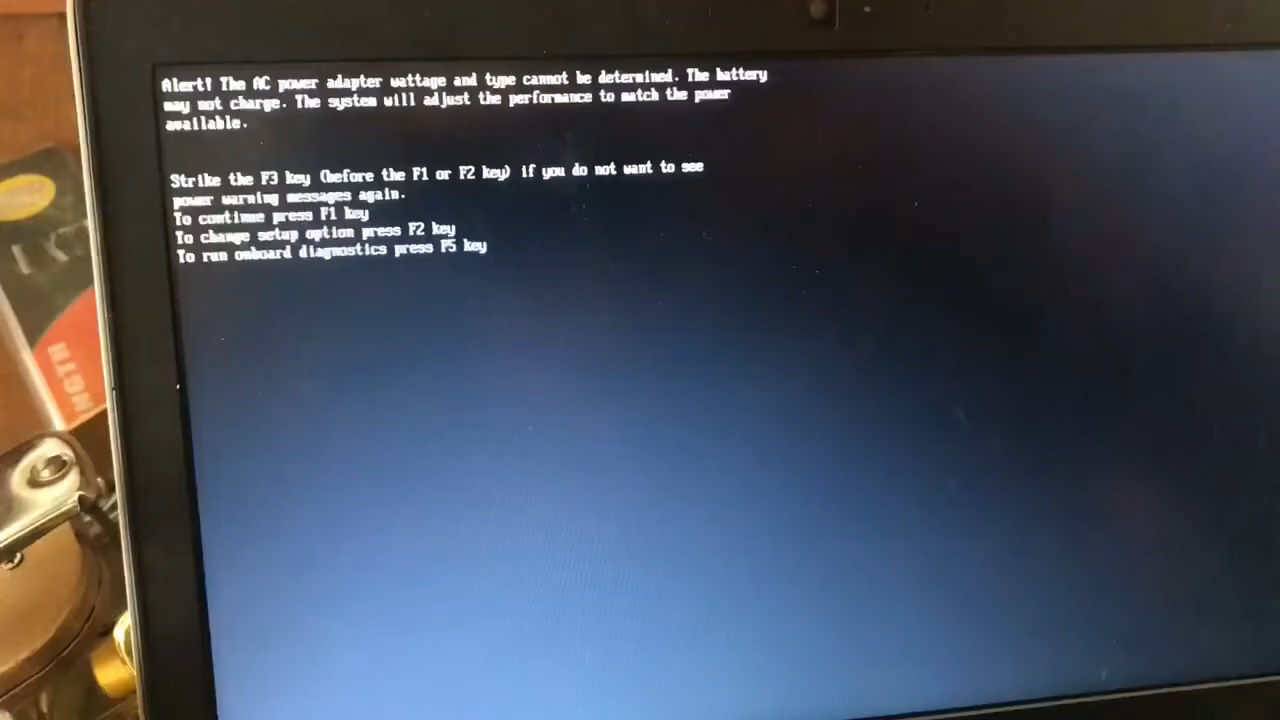 Alert! The AC power adapter wattage and type cannot be determined. The battery
may not charge. The system will adjust the performance to match the power
available.
Strike the F3 key (before the F1 or F2 key) if you do not want to see
power warning messages again.
To continue press F1 key
To change setup option press F2 key
To run onboard diagnostics press F5 key